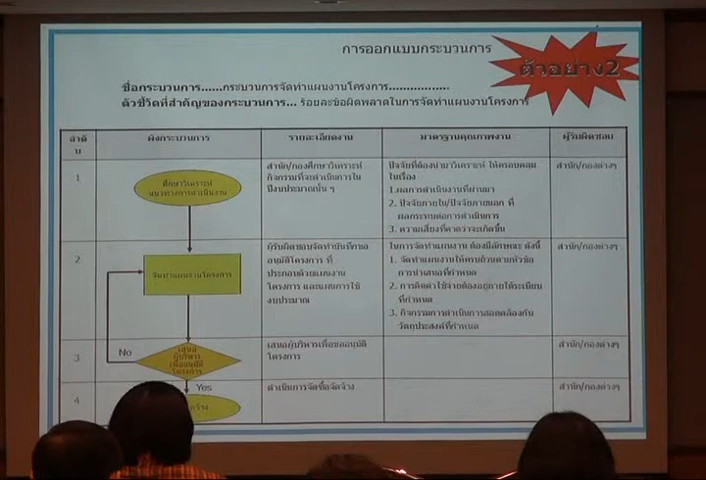 การออกแบบกระบวนการ
ตัวอย่าง2
ชื่อกระบวนการ......กระบวนการจัดทำแผนงานโครงการ.................
ตัวชี้วัดที่สำคัญของกระบวนการ... ร้อยละข้อผิดพลาดในการจัดทำแผนงานโครงการ
ลำดับ ผังกระบวนการ รายละเอียดงาน มาตรฐานคุณภาพงาน ผู้รับผิดชอบ
1
ศึกษาวิเคราะห์
แนวทางการดำเนินงาน
สำนัก/กองศึกษาวิเคราะห์
กิจกรรมที่จะดำเนินการใน
ปีงบประมาณนั้น ๆ
ปัจจัยที่ต้องนำมาวิเคราะห์ ให้ครอบคลุม
ในเรื่อง
1.ผลการดำเนินงานที่ผ่านมา
2. ปัจจัยภายใน/ปัจจัยภายนอก ที่
ผลกระทบต่อการดำเนินการ
3. ความเสี่ยงที่คาดว่าจะเกิดขึ้น
สำนัก/กองต่างๆ
2
จัดทำแผนงานโครงการ
ผู้รับผิดชอบจัดทำบันทึกขอ
อนุมัติโครงการ ที่
ประกอบด้วยแผนงาน
โครงการ และแผนการใช้
งบประมาณ
ในการจัดทำแผนงาน ต้องมีลักษณะ ดังนี้
1. จัดทำแผนงานให้ครบถ้วนตามหัวข้อ
การนำเสนอที่กำหนด
2. การคิดค่าใช้จ่ายต้องอยู่ภายใต้ระเบียบ
ที่กำหนด
3. กิจกรรมการดำเนินการสอดคล้องกับ
วัตถุประสงค์ที่กำหนด
สำนัก/กองต่างๆ
3
No
เสนอ
ผู้บริหาร
เพื่ออนุมัติ
โครงการ
เสนอผู้บริหารเพื่อขออนุมัติ
โครงการ
สำนัก/กองต่างๆ
Yes
4
จ้าง
ดำเนินการจัดซื้อจัดจ้าง
สำนัก/กองต่างๆ